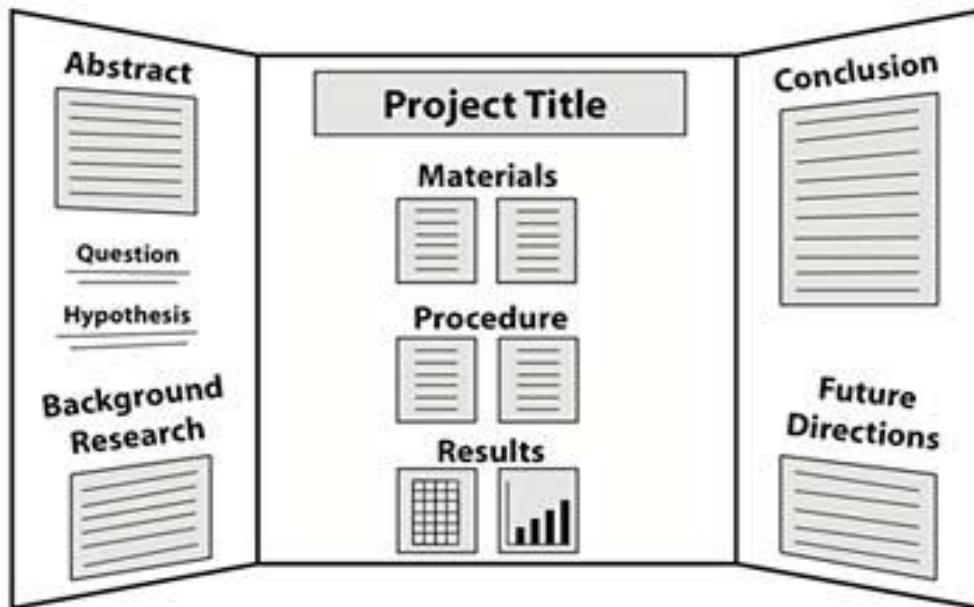 Abstract
Question
Hypothesis
Background
Research
Project Title
Materials
Procedure
Results
Conclusion
Future
Directions